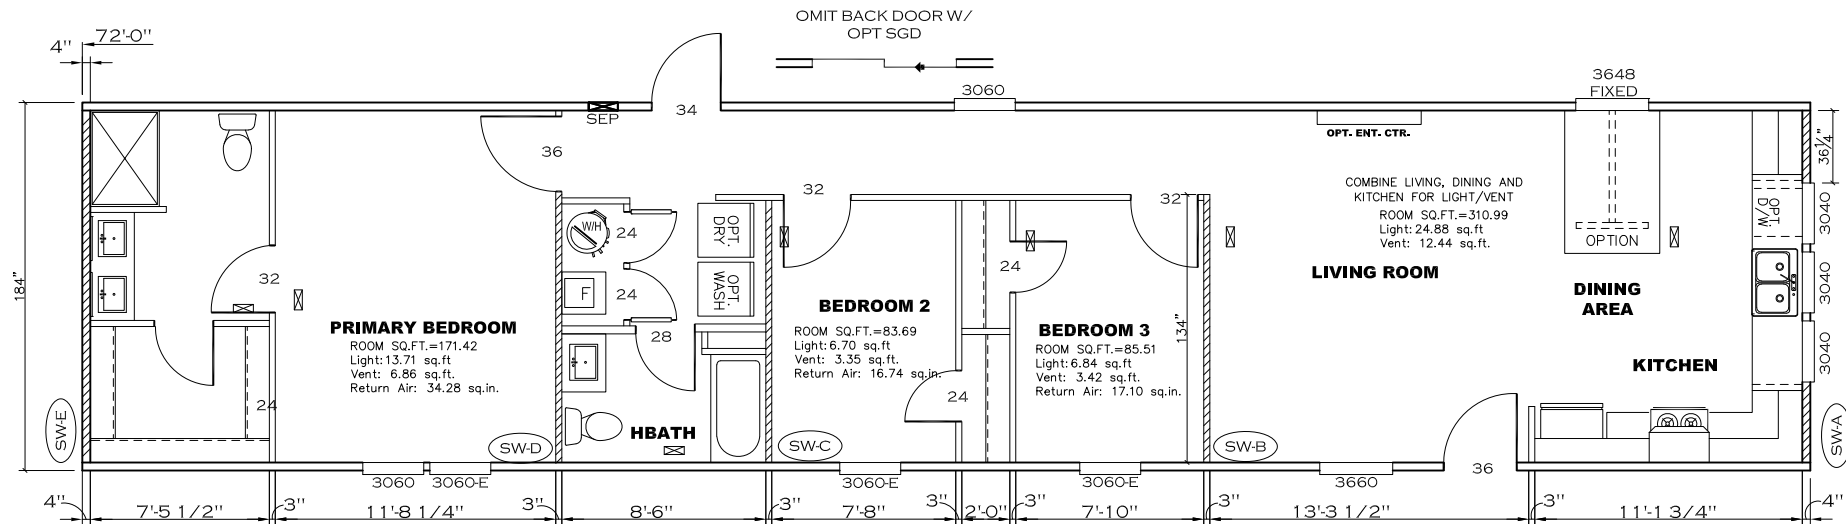 OMIT BACK DOOR W/
OPT SGD
4"
72'-0"
3648
FIXED
3060
SEP
34
OPT. ENT. CTR.
36 1/4"
36
32
32
COMBINE LIVING, DINING AND
KITCHEN FOR LIGHT/VENT
ROOM SQ.FT.=310.99
Light: 24.88 sq.ft
Vent: 12.44 sq.ft.
OPT.
D/W
3040
OPTION
W/H
24
OPT.
DRY
184"
32
LIVING ROOM
24
3040
F
24
OPT.
WASH
DINING
AREA
PRIMARY BEDROOM
ROOM SQ.FT.=171.42
Light: 13.71 sq.ft
Vent: 6.86 sq.ft.
Return Air: 34.28 sq.in.
28
BEDROOM 2
ROOM SQ.FT.=83.69
Light: 6.70 sq.ft
Vent: 3.35 sq.ft.
Return Air: 16.74 sq.in.
BEDROOM 3
ROOM SQ.FT.=85.51
Light: 6.84 sq.ft
Vent: 3.42 sq.ft.
Return Air: 17.10 sq.in.
134"
3040
KITCHEN
24
24
SW-E
SW-D
HBATH
SW-C
SW-B
SW-A
3060
3060-E
3060-E
3060-E
3660
36
4"
7'-5 1/2"
3"
11'-8 1/4"
3"
8'-6"
3"
7'-8"
3"
2'-0"
3"
7'-10"
3"
13'-3 1/2"
3"
11'-1 3/4"
4"